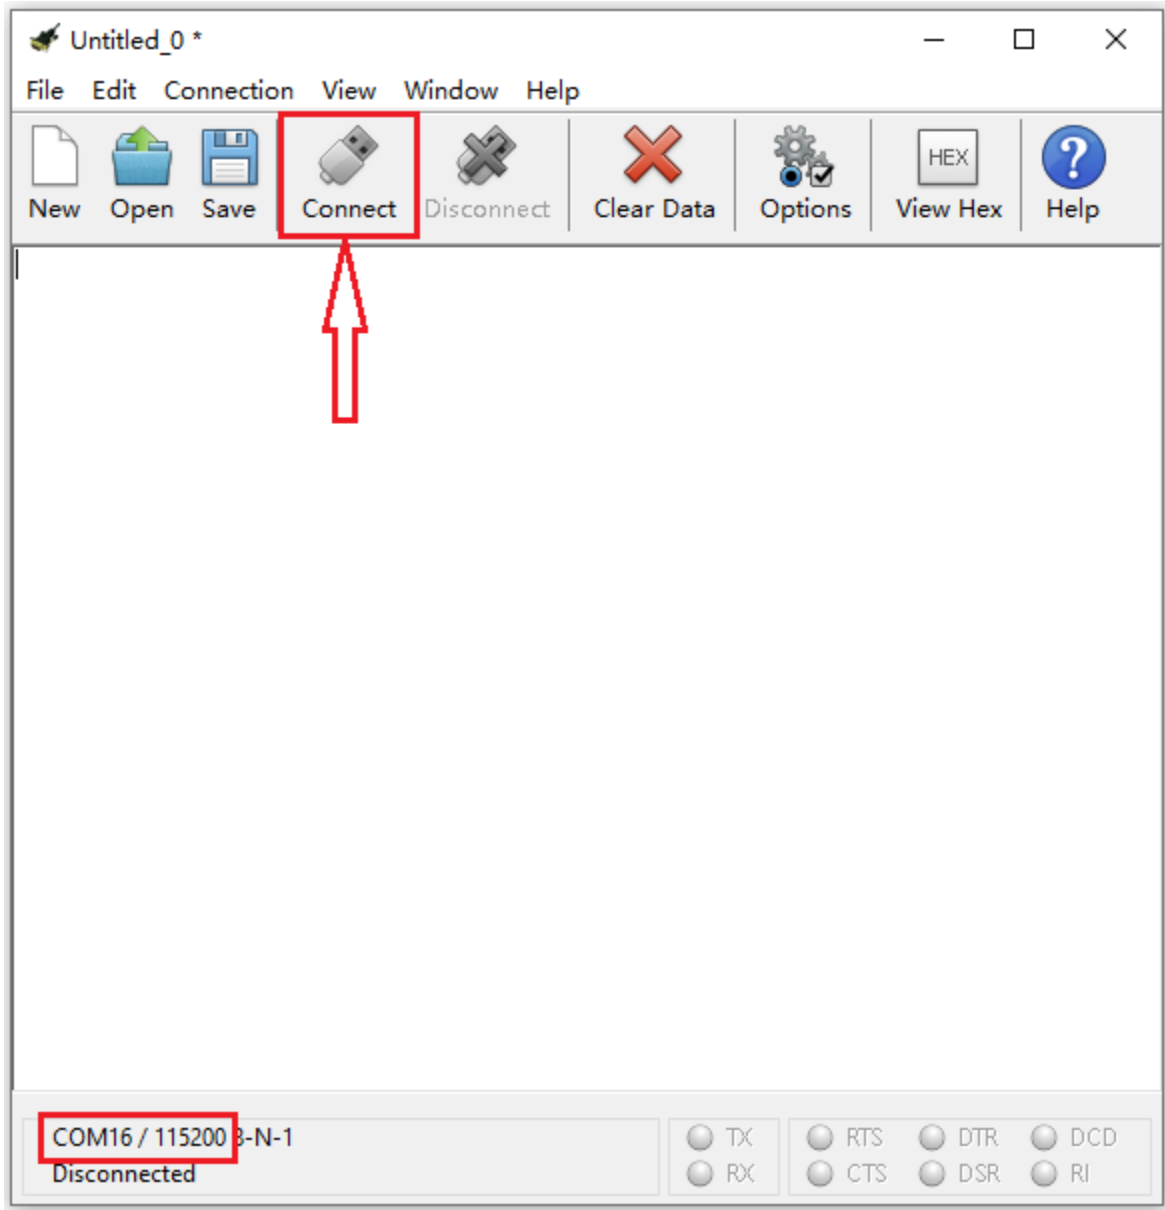 Untitled_0 *
File Edit Connection View Window Help
HEX
?
New Open Save Connect Disconnect Clear Data Options View Hex Help
COM16 / 115200 8-N-1
Disconnected
TX RTS DTR DCD
RX CTS DSR RI